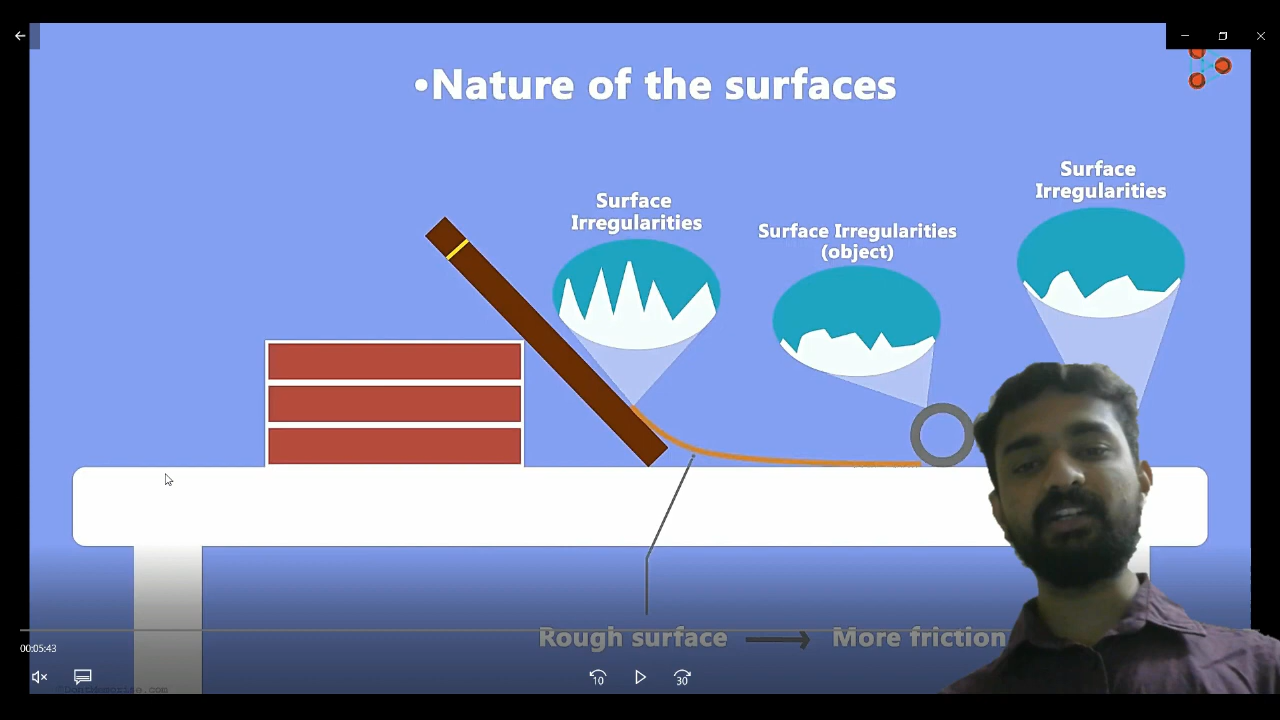 •Nature of the surfaces
Surface
Irregularities
Surface Irregularities
(object)
Surface
Irregularities
Rough surface
More friction
00:05:43
10
30